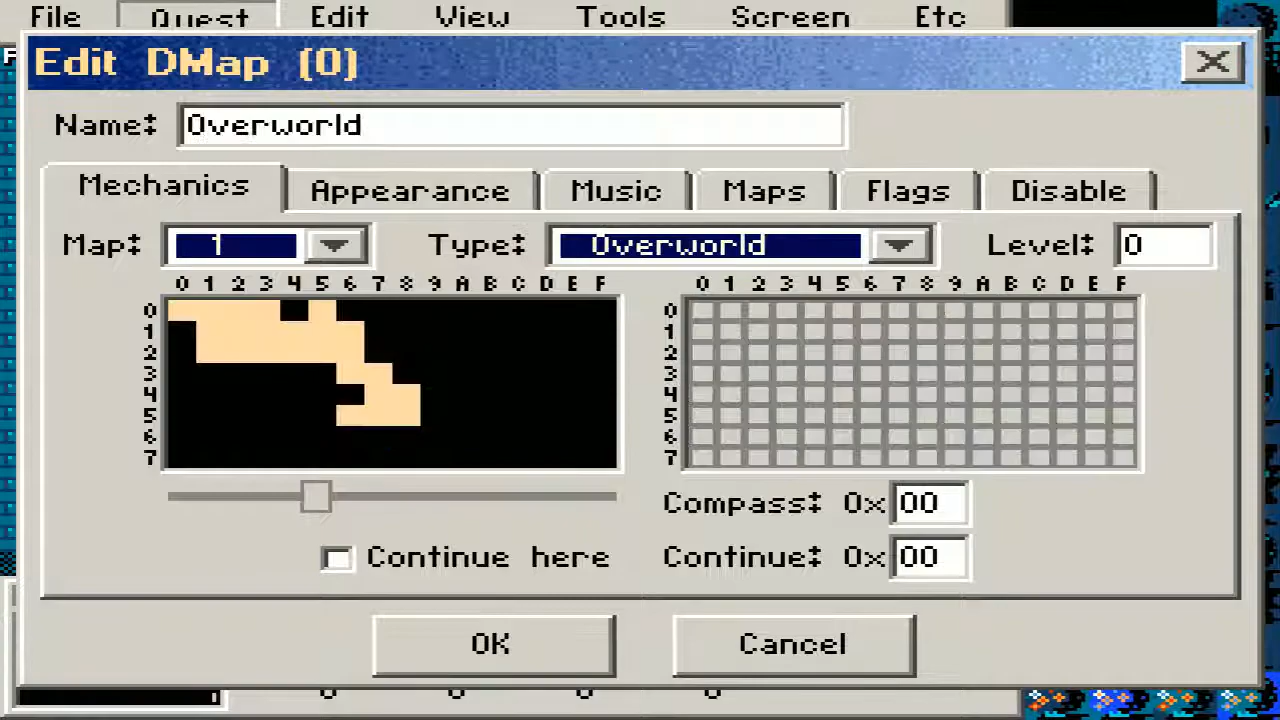 File Quest Edit View Tools Screen Etc
Edit DMap (0)
Name: Overworld
Mechanics Appearance Music Maps Flags Disable
Map: 1 Type: Overworld Level: 0
0 1 2 3 4 5 6 7 8 9 A B C D E F 0 1 2 3 4 5 6 7 8 9 A B C D E F
0 0
1 1
2 2
3 3
4 4
5 5
6 6
7 7
Compass: 0x 00
Continue here Continue: 0x 00
OK Cancel